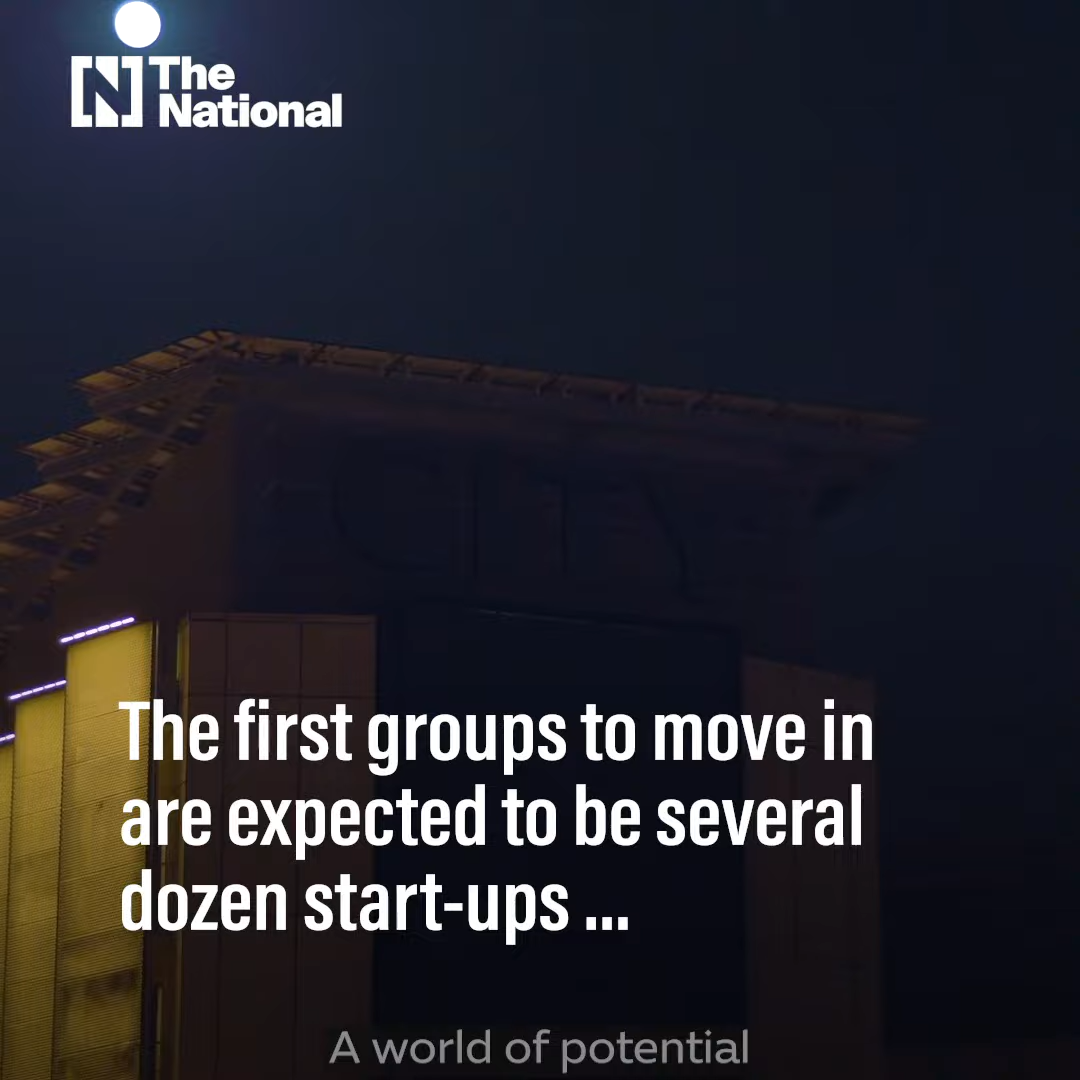 The
National
The first groups to move in
are expected to be several
dozen start-ups ...
A world of potential